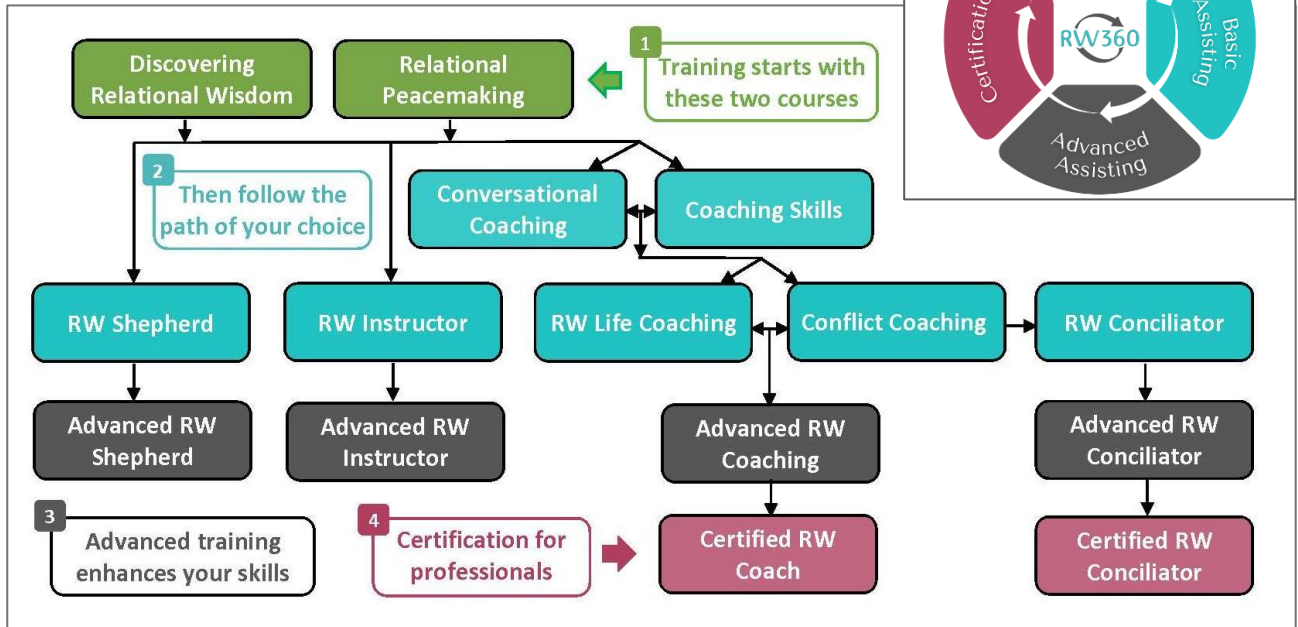 Certification
RW360
Basic
Assisting
Advanced
Assisting
Discovering
Relational Wisdom
Relational
Peacemaking
1
Training starts with
these two courses
2
Then follow the
path of your choice
Conversational
Coaching
Coaching Skills
RW Shepherd
RW Instructor
RW Life Coaching
Conflict Coaching
RW Conciliator
Advanced RW
Shepherd
Advanced RW
Instructor
Advanced RW
Coaching
Advanced RW
Conciliator
3
Advanced training
enhances your skills
4
Certification for
professionals
Certified RW
Coach
Certified RW
Conciliator